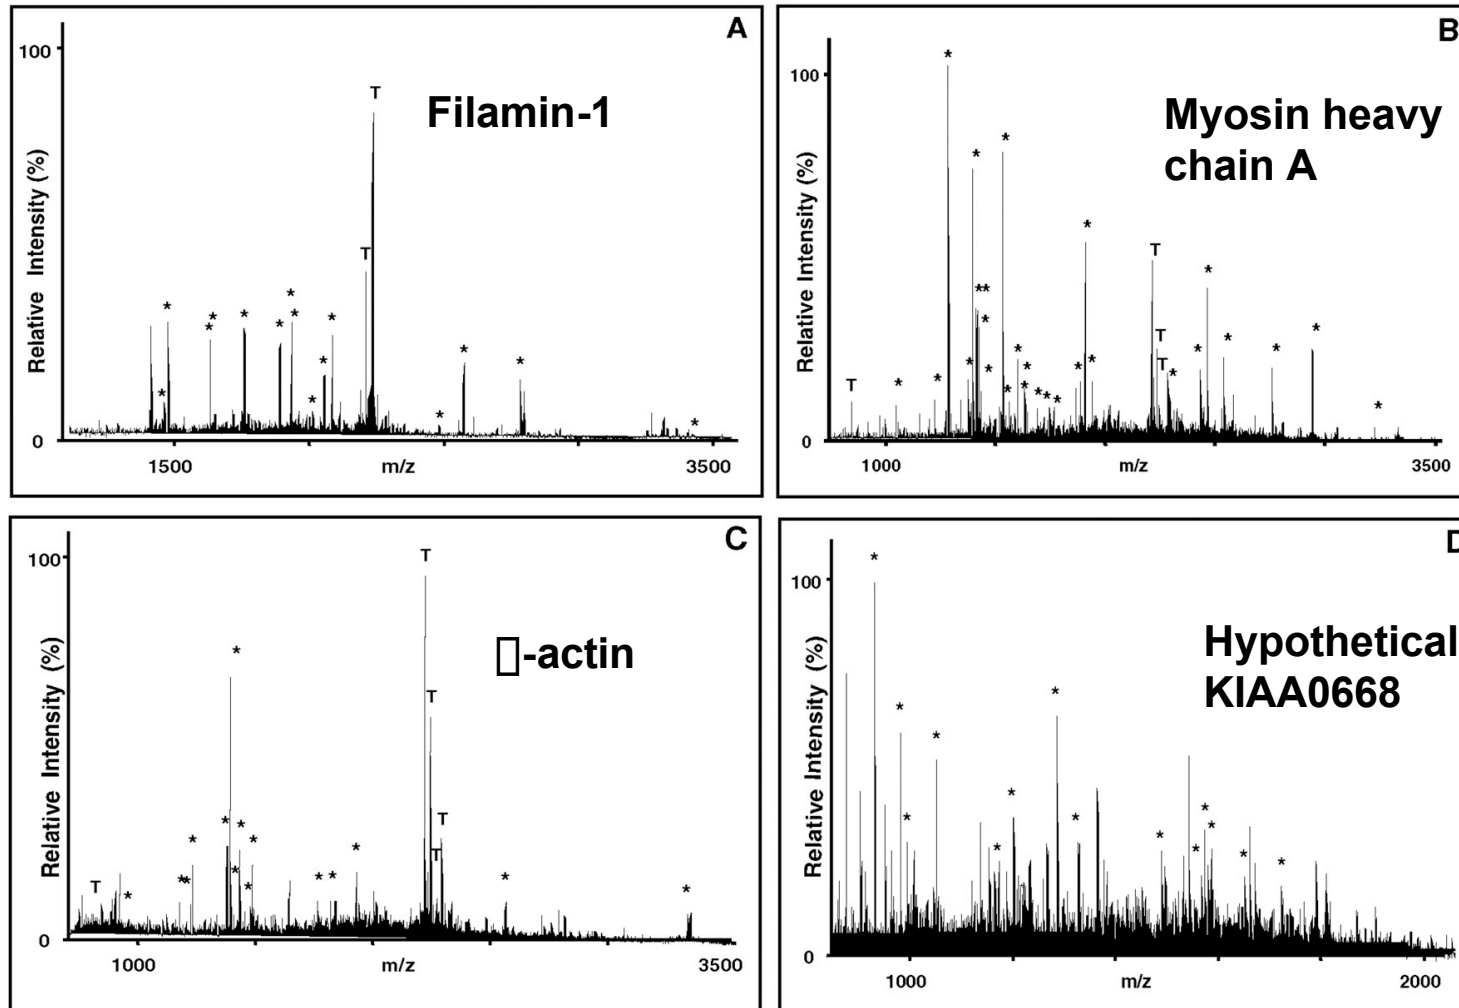 A
100
Filamin-1
Relative Intensity (%)
T
T
* * * * * * * * * * * * * * *
0
1500
m/z
3500
B
100
Myosin heavy
chain A
Relative Intensity (%)
T
T
T
T
0
1000
m/z
3500
C
100
▯-actin
Relative Intensity (%)
T
T
T
T
T
0
1000
m/z
3500
D
100
Hypothetical
KIAA0668
Relative Intensity (%)
0
1000
m/z
2000